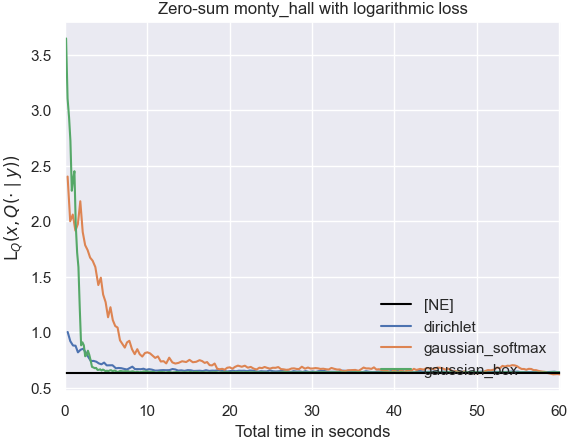 Zero-sum monty_hall with logarithmic loss
L_Q(x, Q(· | y))
3.5
3.0
2.5
2.0
1.5
1.0
0.5
[NE]
dirichlet
gaussian_softmax
gaussian_box
0 10 20 30 40 50 60
Total time in seconds